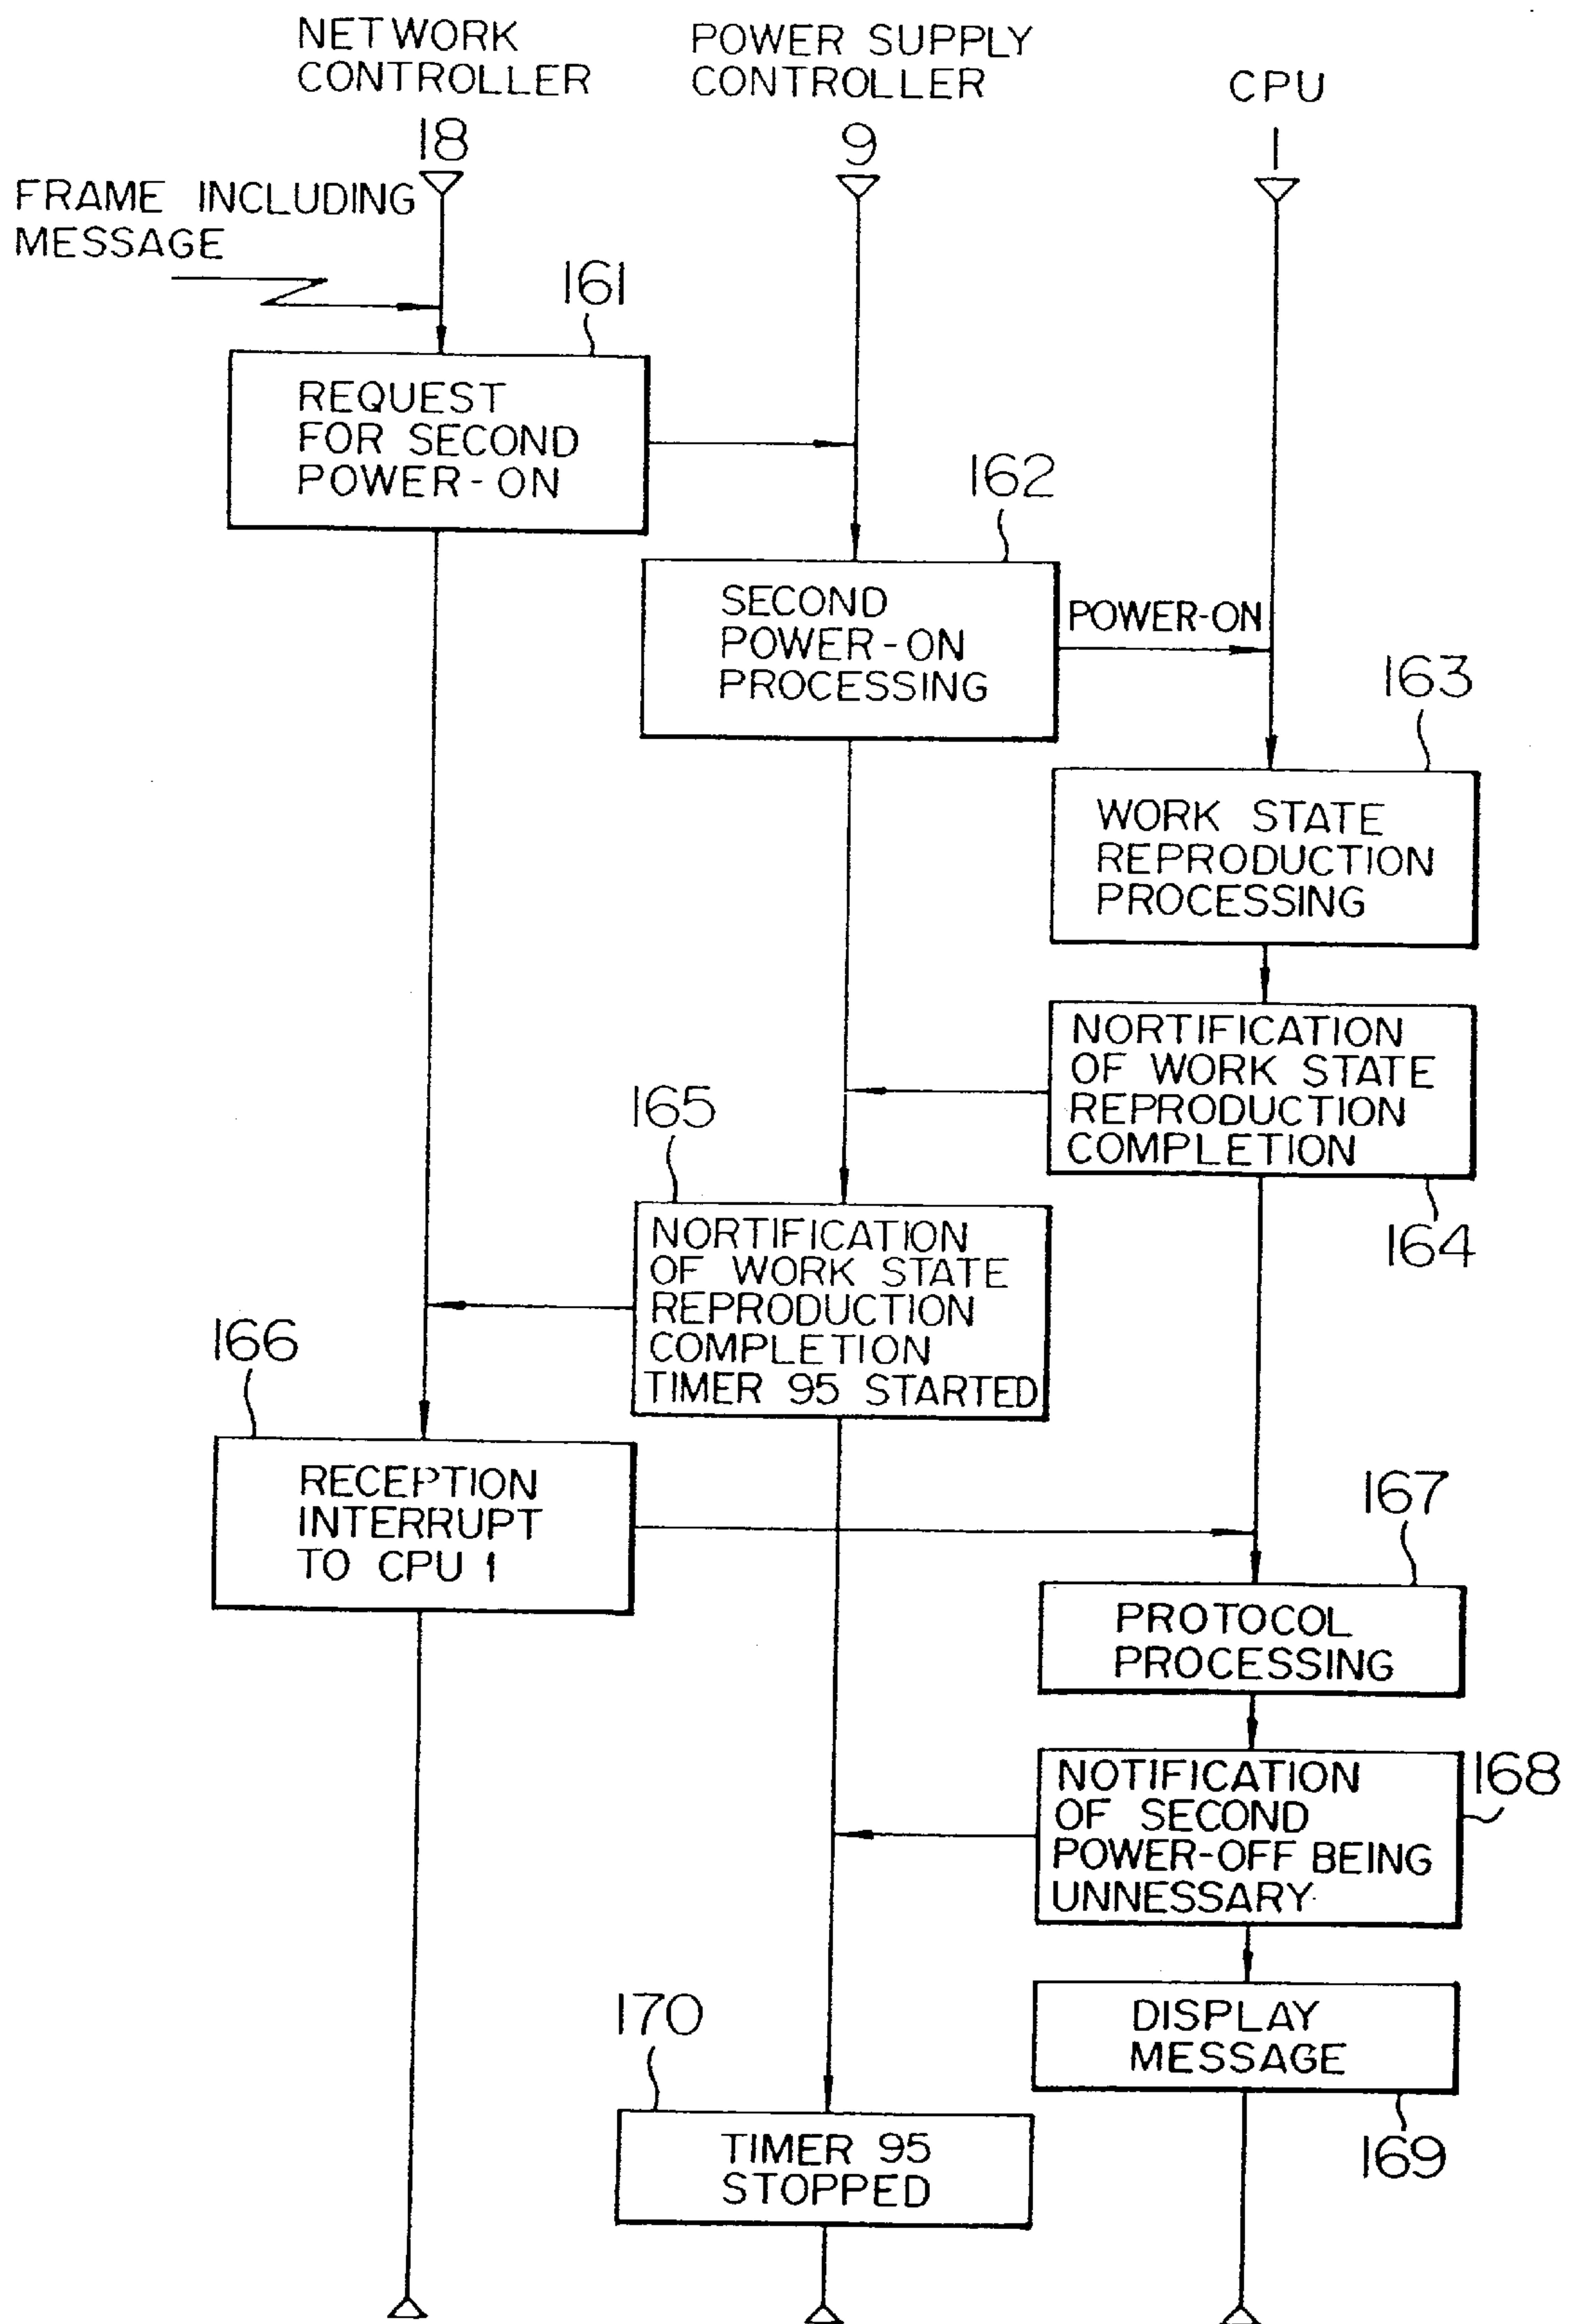 NETWORK
CONTROLLER
18
POWER SUPPLY
CONTROLLER
9
CPU
1
FRAME INCLUDING
MESSAGE
161
REQUEST
FOR SECOND
POWER-ON
162
SECOND
POWER-ON
PROCESSING
POWER-ON
163
WORK STATE
REPRODUCTION
PROCESSING
NORTIFICATION
OF WORK STATE
REPRODUCTION
COMPLETION
164
165
NORTIFICATION
OF WORK STATE
REPRODUCTION
COMPLETION
TIMER 95 STARTED
166
RECEPTION
INTERRUPT
TO CPU 1
167
PROTOCOL
PROCESSING
168
NOTIFICATION
OF SECOND
POWER-OFF BEING
UNNESSARY
DISPLAY
MESSAGE
169
170
TIMER 95
STOPPED